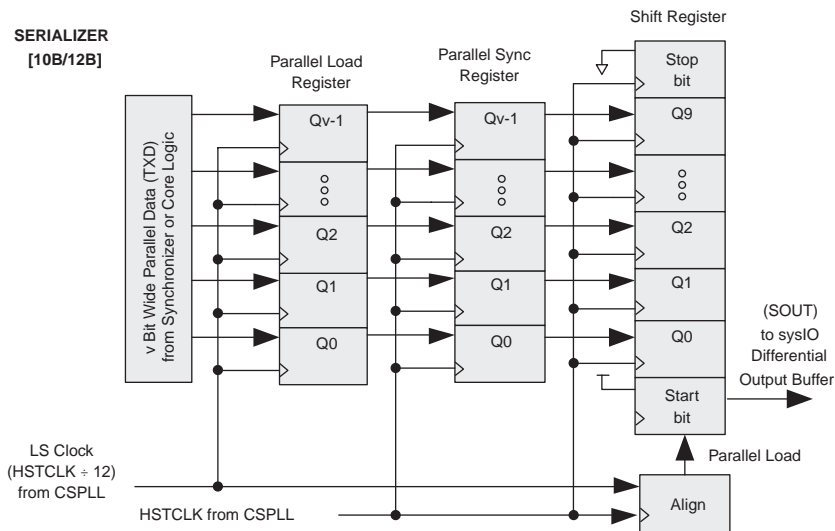 SERIALIZER
[10B/12B]
v Bit Wide Parallel Data (TXD)
from Synchronizer or Core Logic
Parallel Load
Register
Qv-1
Q2
Q1
Q0
Parallel Sync
Register
Qv-1
Q2
Q1
Q0
Shift Register
Stop
bit
Q9
Q2
Q1
Q0
Start
bit
(SOUT)
to sysIO
Differential
Output Buffer
Parallel Load
Align
LS Clock
(HSTCLK ÷ 12)
from CSPLL
HSTCLK from CSPLL